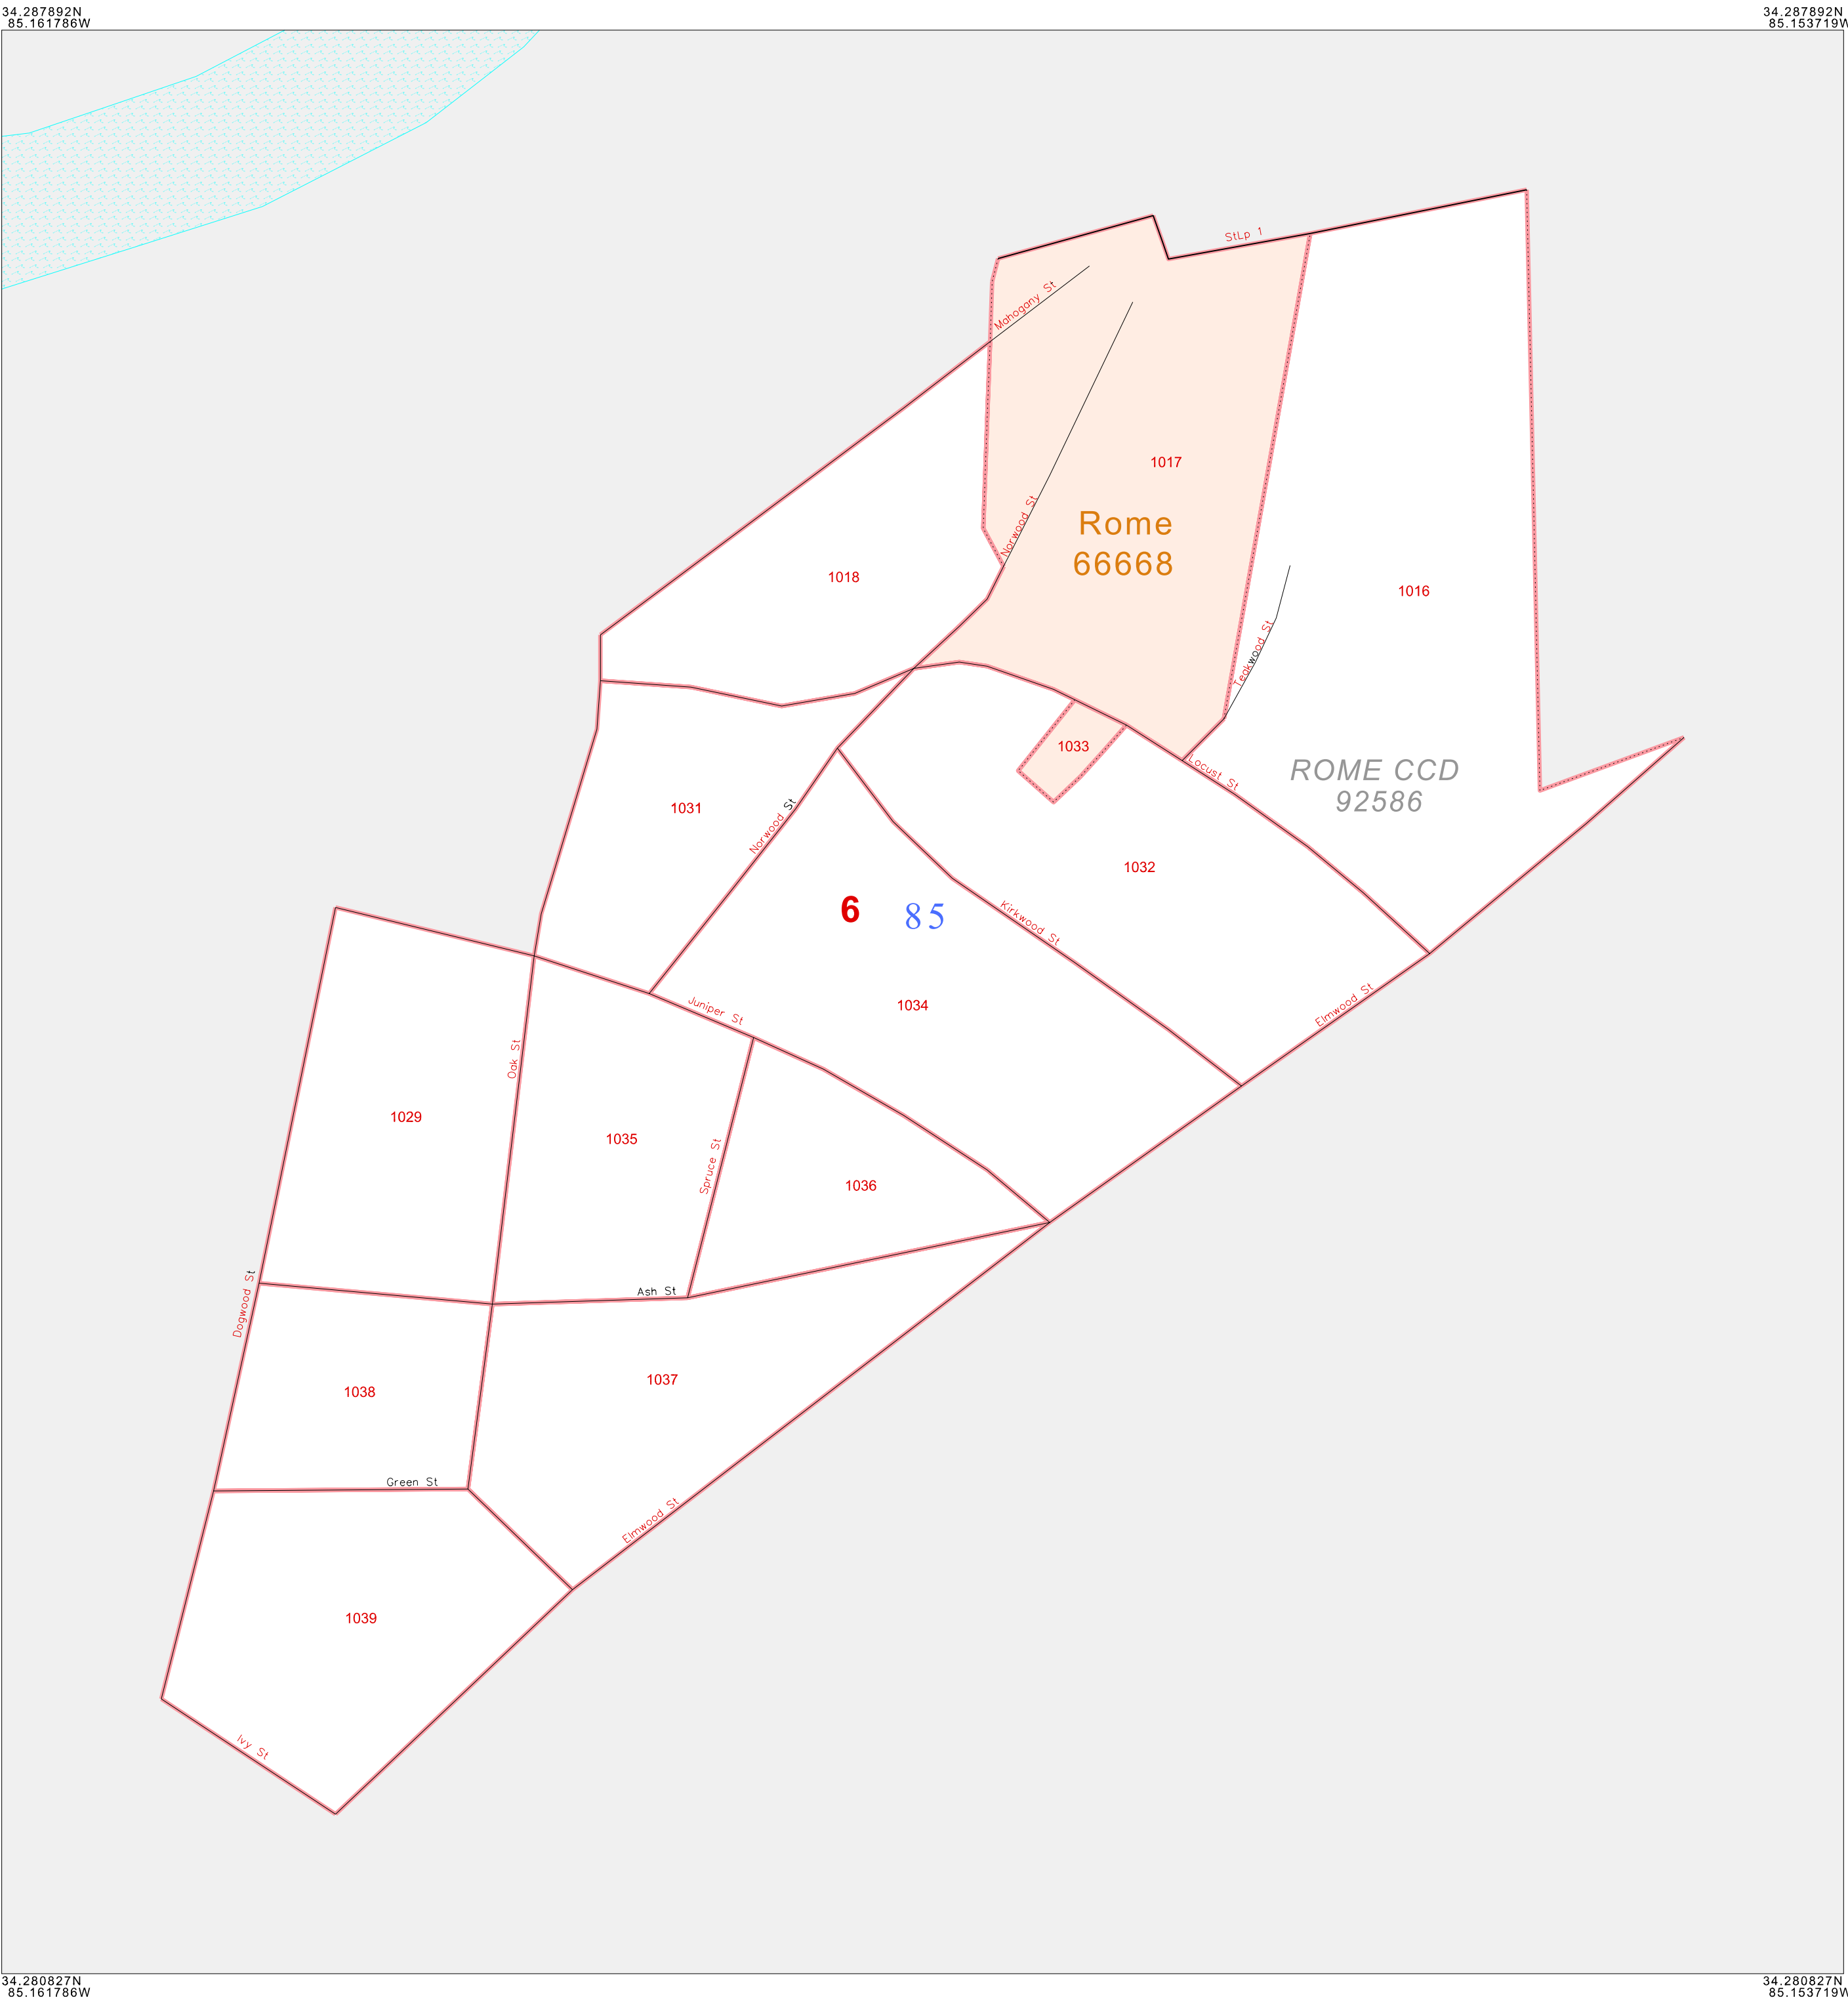 34.287892N
85.161786W
34.287892N
85.153719W
StLp 1
Mahogany St
1017
Norwood St
Rome
66668
1018
1016
Teakwood St
1033
Locust St
ROME CCD
92586
1031
Norwood St
1032
6
85
Kirkwood St
1034
Elmwood St
Juniper St
Oak St
1029
1035
Spruce St
1036
Dogwood St
Ash St
1037
1038
Green St
Elmwood St
1039
Ivy St
34.280827N
85.161786W
34.280827N
85.153719W